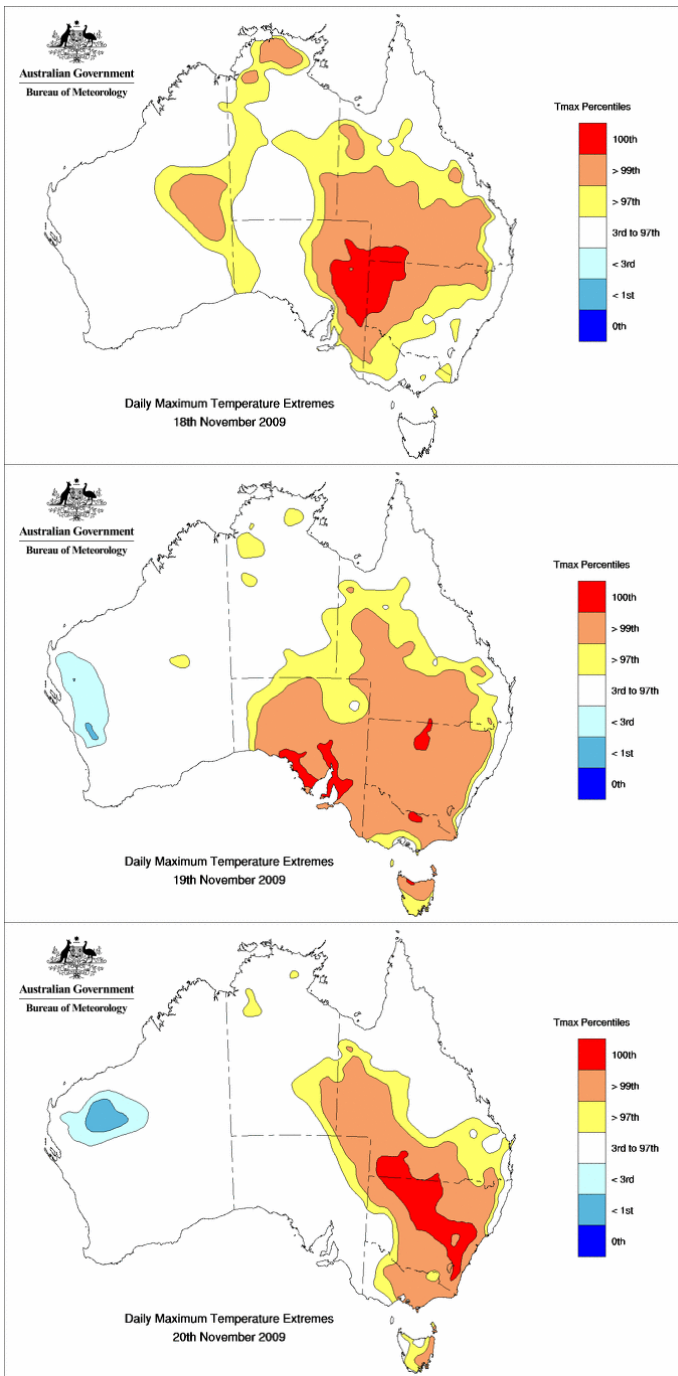 Australian Government
Bureau of Meteorology
Tmax Percentiles
100th
> 99th
> 97th
3rd to 97th
< 3rd
< 1st
0th
Daily Maximum Temperature Extremes
18th November 2009
Australian Government
Bureau of Meteorology
Tmax Percentiles
100th
> 99th
> 97th
3rd to 97th
< 3rd
< 1st
0th
Daily Maximum Temperature Extremes
19th November 2009
Australian Government
Bureau of Meteorology
Tmax Percentiles
100th
> 99th
> 97th
3rd to 97th
< 3rd
< 1st
0th
Daily Maximum Temperature Extremes
20th November 2009